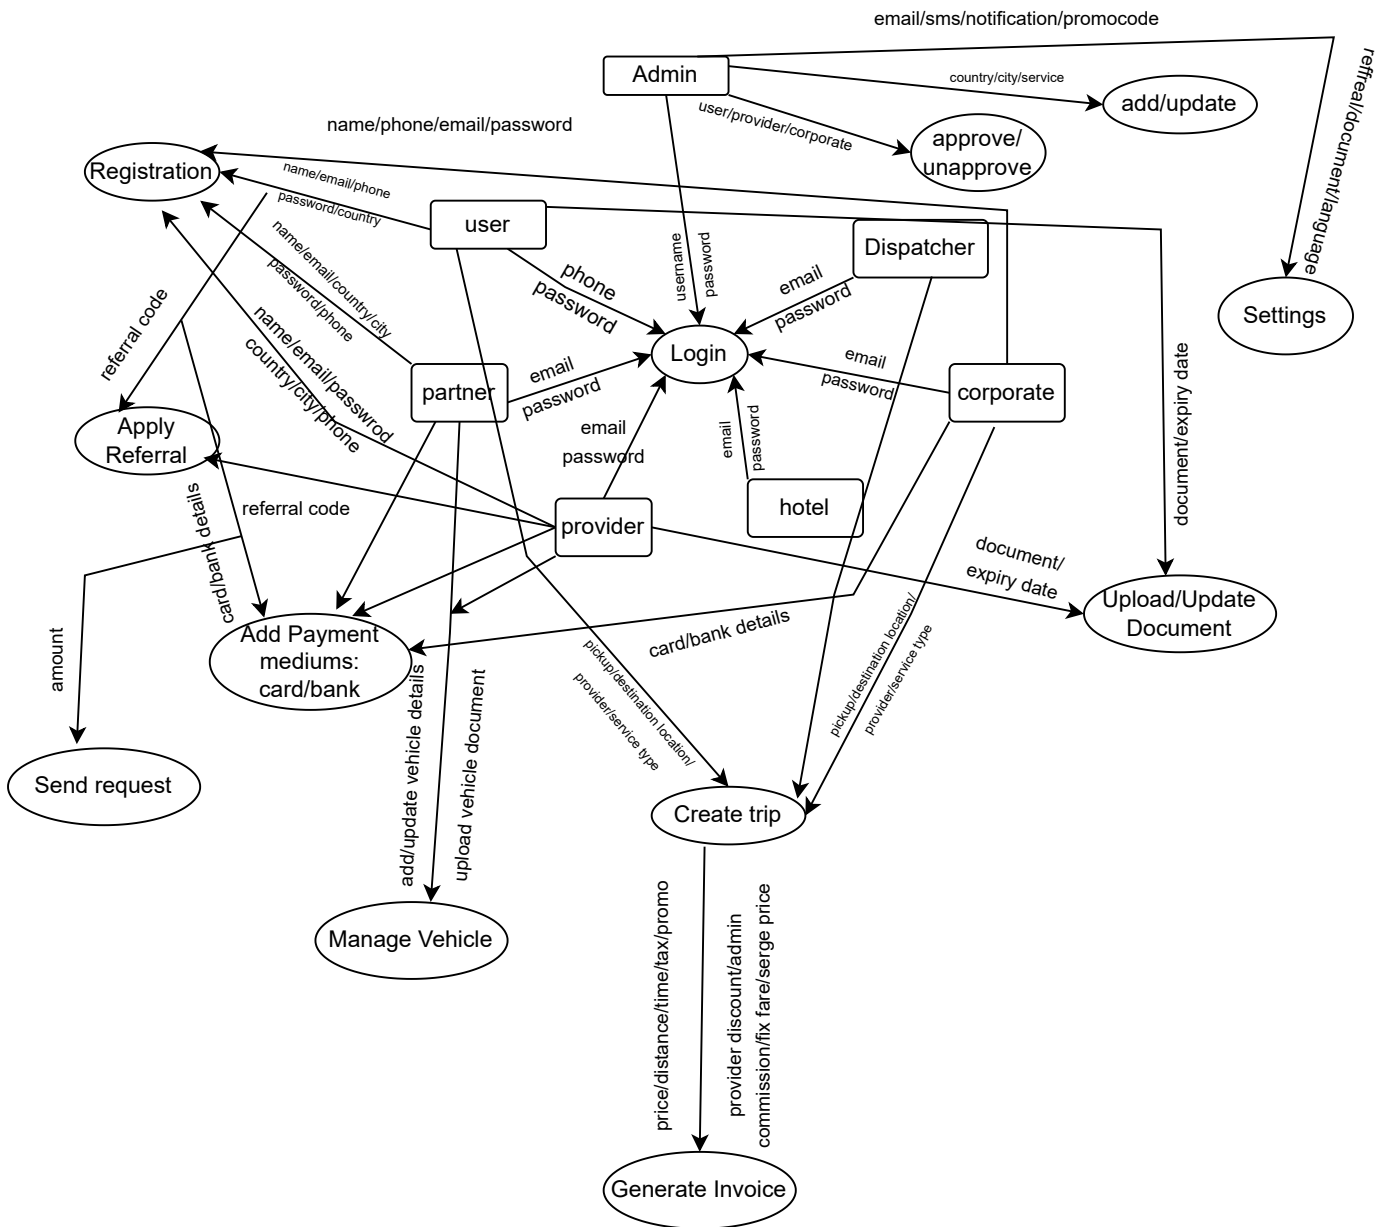 email/sms/notification/promocode
Admin
country/city/service
add/update
reffreal/document/language
user/provider/corporate
approve/
unapprove
name/phone/email/password
Registration
name/email/phone
password/country
user
Dispatcher
name/email/country/city
password/phone
phone
password
username
password
email
password
Settings
referral code
name/email/passwrod
country/city/phone
Login
partner
email
password
email
password
corporate
document/expiry date
Apply
Referral
email
password
email
password
hotel
card/bank details
referral code
provider
document/
expiry date
Upload/Update
Document
amount
Add Payment
mediums:
card/bank
card/bank details
pickup/destination location/
provider/service type
pickup/destination location/
provider/service type
add/update vehicle details
upload vehicle document
Send request
Create trip
Manage Vehicle
price/distance/time/tax/promo
provider discount/admin
commission/fix fare/serge price
Generate Invoice